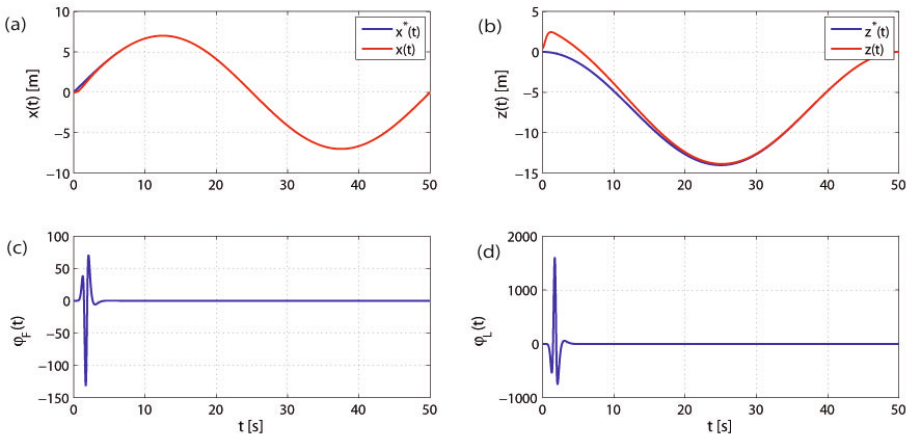 (a)
10
5
0
−5
−10
x(t) [m]
0 10 20 30 40 50
x*(t)
x(t)
(b)
5
0
−5
−10
−15
z(t) [m]
0 10 20 30 40 50
z*(t)
z(t)
(c)
100
50
0
−50
−100
−150
φF(t)
0 10 20 30 40 50
t [s]
(d)
2000
1000
0
−1000
φL(t)
0 10 20 30 40 50
t [s]